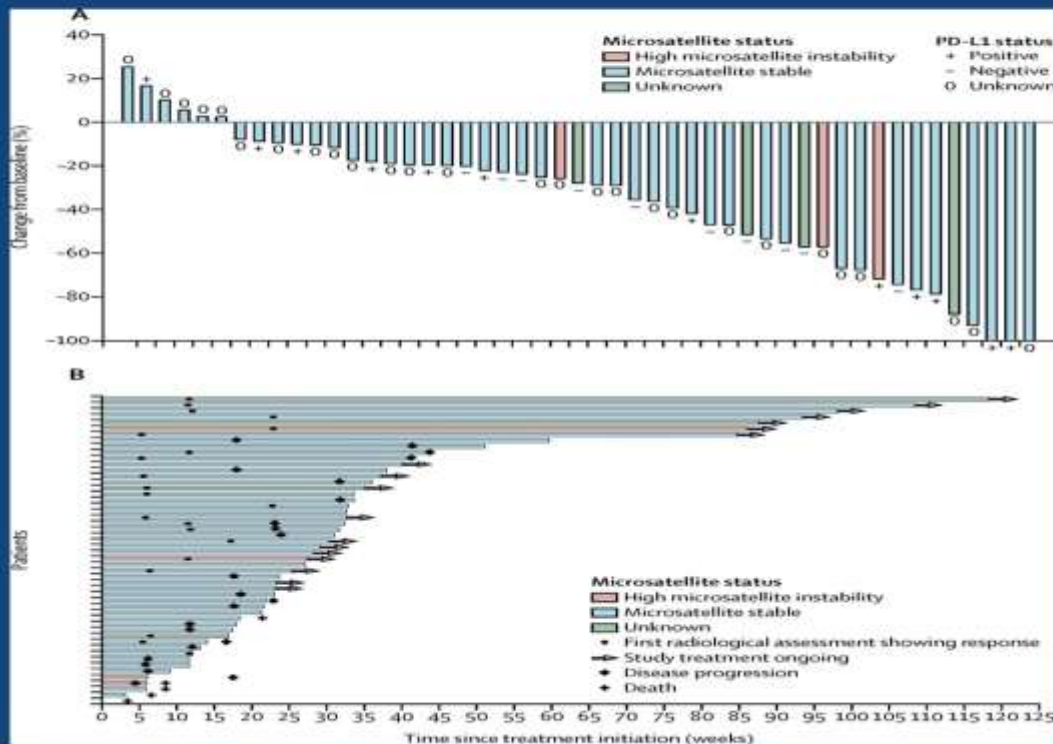 A
40
20
0
−20
−40
−60
−80
−100
Change from baseline (%)
Microsatellite status
High microsatellite instability
Microsatellite stable
Unknown
PD-L1 status
+ Positive
– Negative
O Unknown
B
Patients
Microsatellite status
High microsatellite instability
Microsatellite stable
Unknown
First radiological assessment showing response
Study treatment ongoing
Disease progression
Death
0 5 10 15 20 25 30 35 40 45 50 55 60 65 70 75 80 85 90 95 100 105 110 115 120 125
Time since treatment initiation (weeks)